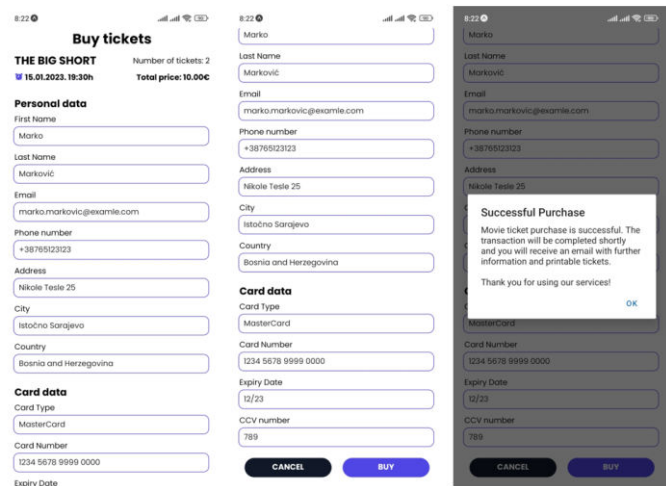 8:22
Buy tickets
THE BIG SHORT
Number of tickets: 2
15.01.2023. 19:30h
Total price: 10.00€
Personal data
First Name
Marko
Last Name
Marković
Email
marko.markovic@examle.com
Phone number
+38765123123
Address
Nikole Tesle 25
City
Istočno Sarajevo
Country
Bosnia and Herzegovina
Card data
Card Type
MasterCard
Card Number
1234 5678 9999 0000
Expiry Date
8:22
Marko
Last Name
Marković
Email
marko.markovic@examle.com
Phone number
+38765123123
Address
Nikole Tesle 25
City
Istočno Sarajevo
Country
Bosnia and Herzegovina
Card data
Card Type
MasterCard
Card Number
1234 5678 9999 0000
Expiry Date
12/23
CCV number
789
CANCEL
BUY
8:22
Marko
Last Name
Marković
Email
marko.markovic@examle.com
Phone number
+38765123123
Address
Nikole Tesle 25
Successful Purchase
Movie ticket purchase is successful. The
transaction will be completed shortly
and you will receive an email with further
information and printable tickets.
Thank you for using our services!
OK
MasterCard
Card Number
1234 5678 9999 0000
Expiry Date
12/23
CCV number
789
CANCEL
BUY